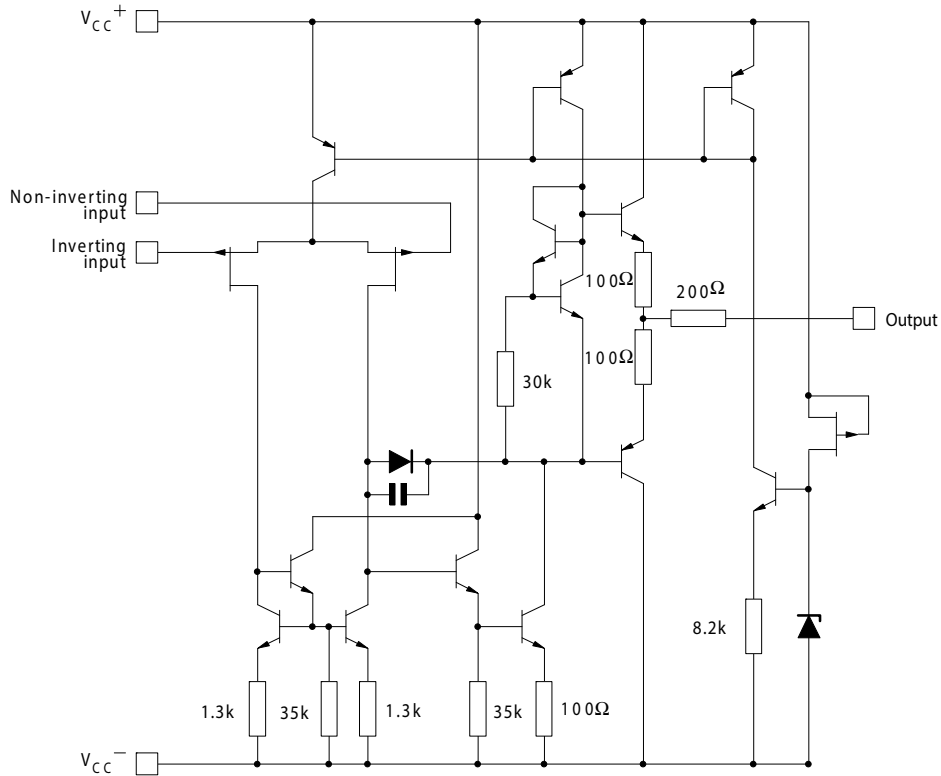 VCC+
Non-inverting
input
Inverting
input
100Ω
200Ω
Output
100Ω
30k
8.2k
1.3k
35k
1.3k
35k
100Ω
VCC−